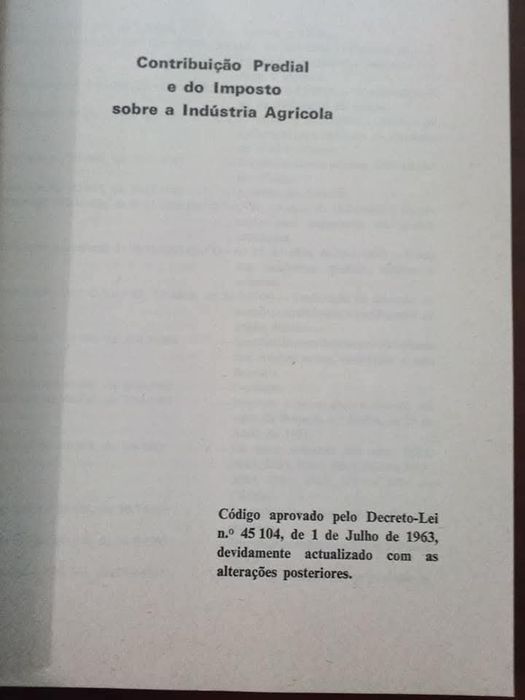 Contribuição Predial
e do Imposto
sobre a Indústria Agricola
Código aprovado pelo Decreto-Lei
n.º 45 104, de 1 de Julho de 1963,
devidamente actualizado com as
alterações posteriores.